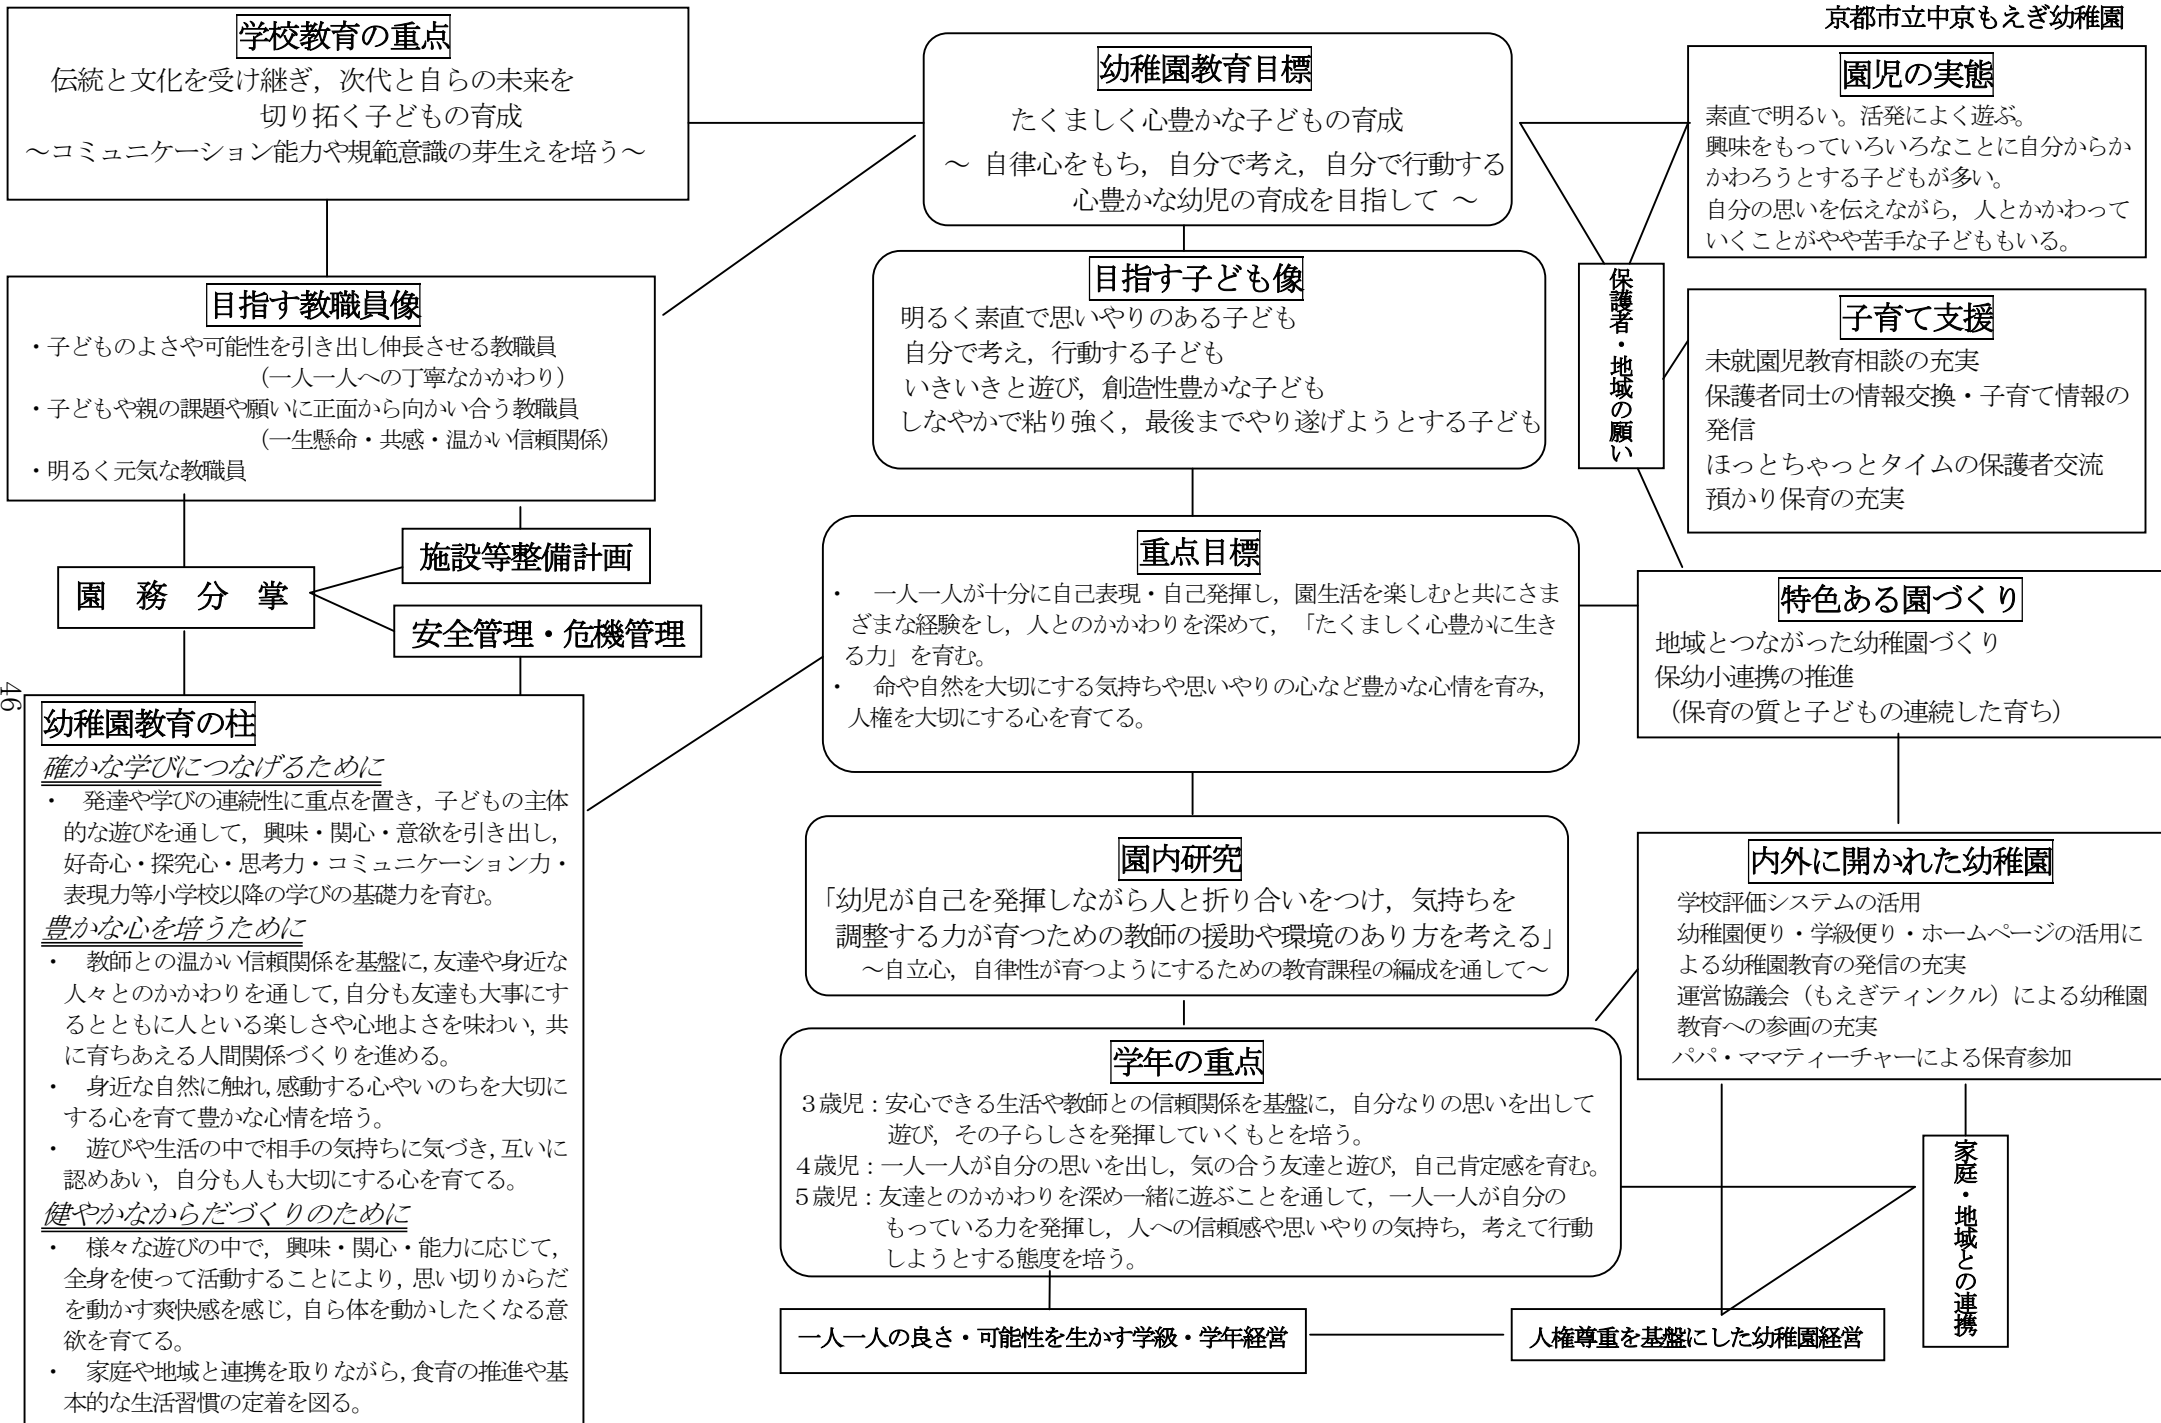 京都市立中京もえぎ幼稚園
学校教育の重点
伝統と文化を受け継ぎ，次代と自らの未来を
切り拓く子どもの育成
～コミュニケーション能力や規範意識の芽生えを培う～
目指す教職員像
・子どものよさや可能性を引き出し伸長させる教職員
（一人一人への丁寧なかかわり）
・子どもや親の課題や願いに正面から向かい合う教職員
（一生懸命・共感・温かい信頼関係）
・明るく元気な教職員
施設等整備計画
園　務　分　掌
安全管理・危機管理
46
幼稚園教育の柱
確かな学びにつなげるために
・　発達や学びの連続性に重点を置き，子どもの主体
的な遊びを通して，興味・関心・意欲を引き出し，
好奇心・探究心・思考力・コミュニケーション力・
表現力等小学校以降の学びの基礎力を育む。
豊かな心を培うために
・　教師との温かい信頼関係を基盤に，友達や身近な
人々とのかかわりを通して，自分も友達も大事にす
るとともに人といる楽しさや心地よさを味わい，共
に育ちあえる人間関係づくりを進める。
・　身近な自然に触れ，感動する心やいのちを大切に
する心を育て豊かな心情を培う。
・　遊びや生活の中で相手の気持ちに気づき，互いに
認めあい，自分も人も大切にする心を育てる。
健やかなからだづくりのために
・　様々な遊びの中で，興味・関心・能力に応じて，
全身を使って活動することにより，思い切りからだ
を動かす爽快感を感じ，自ら体を動かしたくなる意
欲を育てる。
・　家庭や地域と連携を取りながら，食育の推進や基
本的な生活習慣の定着を図る。
幼稚園教育目標
たくましく心豊かな子どもの育成
～ 自律心をもち，自分で考え，自分で行動する
心豊かな幼児の育成を目指して ～
目指す子ども像
明るく素直で思いやりのある子ども
自分で考え，行動する子ども
いきいきと遊び，創造性豊かな子ども
しなやかで粘り強く，最後までやり遂げようとする子ども
重点目標
・　一人一人が十分に自己表現・自己発揮し，園生活を楽しむと共にさま
ざまな経験をし，人とのかかわりを深めて，「たくましく心豊かに生き
る力」を育む。
・　命や自然を大切にする気持ちや思いやりの心など豊かな心情を育み，
人権を大切にする心を育てる。
園内研究
「幼児が自己を発揮しながら人と折り合いをつけ，気持ちを
調整する力が育つための教師の援助や環境のあり方を考える」
～自立心，自律性が育つようにするための教育課程の編成を通して～
学年の重点
３歳児：安心できる生活や教師との信頼関係を基盤に，自分なりの思いを出して
遊び，その子らしさを発揮していくもとを培う。
４歳児：一人一人が自分の思いを出し，気の合う友達と遊び，自己肯定感を育む。
５歳児：友達とのかかわりを深め一緒に遊ぶことを通して，一人一人が自分の
もっている力を発揮し，人への信頼感や思いやりの気持ち，考えて行動
しようとする態度を培う。
一人一人の良さ・可能性を生かす学級・学年経営
人権尊重を基盤にした幼稚園経営
園児の実態
素直で明るい。活発によく遊ぶ。
興味をもっていろいろなことに自分からか
かわろうとする子どもが多い。
自分の思いを伝えながら，人とかかわって
いくことがやや苦手な子どももいる。
保護者・地域の願い
子育て支援
未就園児教育相談の充実
保護者同士の情報交換・子育て情報の
発信
ほっとちゃっとタイムの保護者交流
預かり保育の充実
特色ある園づくり
地域とつながった幼稚園づくり
保幼小連携の推進
（保育の質と子どもの連続した育ち）
内外に開かれた幼稚園
学校評価システムの活用
幼稚園便り・学級便り・ホームページの活用に
よる幼稚園教育の発信の充実
運営協議会（もえぎティンクル）による幼稚園
教育への参画の充実
パパ・ママティーチャーによる保育参加
家庭・地域との連携